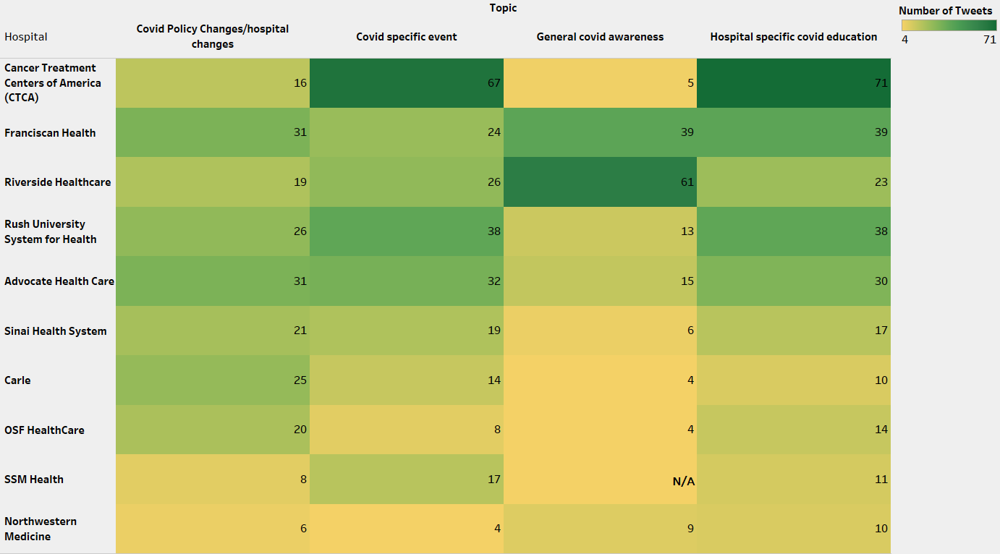 Topic
Number of Tweets
Hospital
Covid Policy Changes/hospital
changes
Covid specific event
General covid awareness
Hospital specific covid education
4 71
Cancer Treatment
Centers of America
(CTCA)
16 67 5 71
Franciscan Health 31 24 39 39
Riverside Healthcare 19 26 61 23
Rush University
System for Health
26 38 13 38
Advocate Health Care 31 32 15 30
Sinai Health System 21 19 6 17
Carle 25 14 4 10
OSF HealthCare 20 8 4 14
SSM Health 8 17 N/A 11
Northwestern
Medicine
6 4 9 10